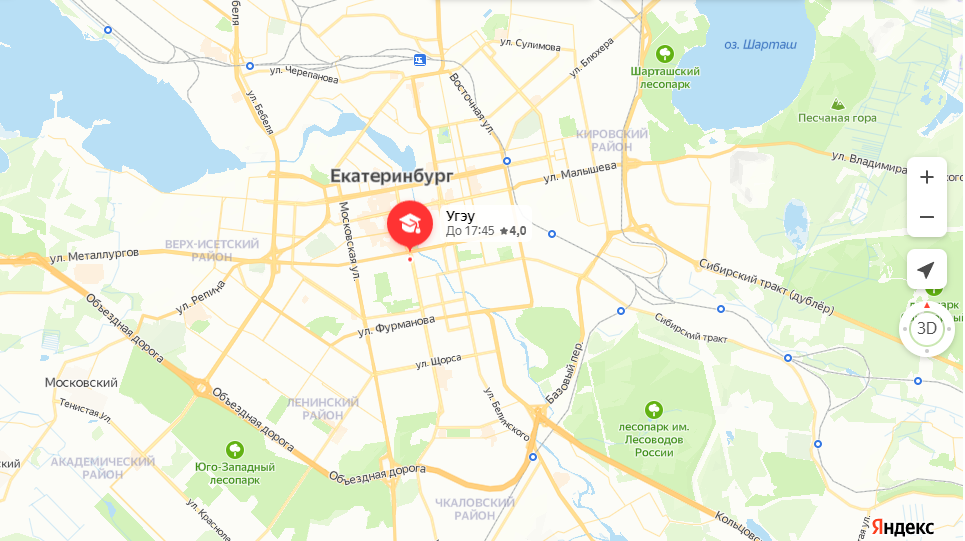 ул. Бебеля
ул. Сулимова
ул. Блюхера
оз. Шарташ
ул. Черепанова
Шарташский
лесопарк
Восточная ул.
ул. Бебеля
Песчаная гора
КИРОВСКИЙ
РАЙОН
ул. Владимира
ул. Малышева
Екатеринбург
Московская ул.
Угэу
До 17:45 ★4,0
ВЕРХ-ИСЕТСКИЙ
РАЙОН
ул. Металлургов
Сибирский тракт (дублёр)
ул. Репина
Объездная дорога
ул. Фурманова
Сибирский тракт
3D
ул. Щорса
Базовый пер.
Московский
Тенистая ул.
Объездная дорога
ЛЕНИНСКИЙ
РАЙОН
ул. Белинского
лесопарк им.
Лесоводов
России
АКАДЕМИЧЕСКИЙ
РАЙОН
Юго-Западный
лесопарк
Объездная дорога
ЧКАЛОВСКИЙ
РАЙОН
ул. Краснолe
Кольцовс
Яндекс